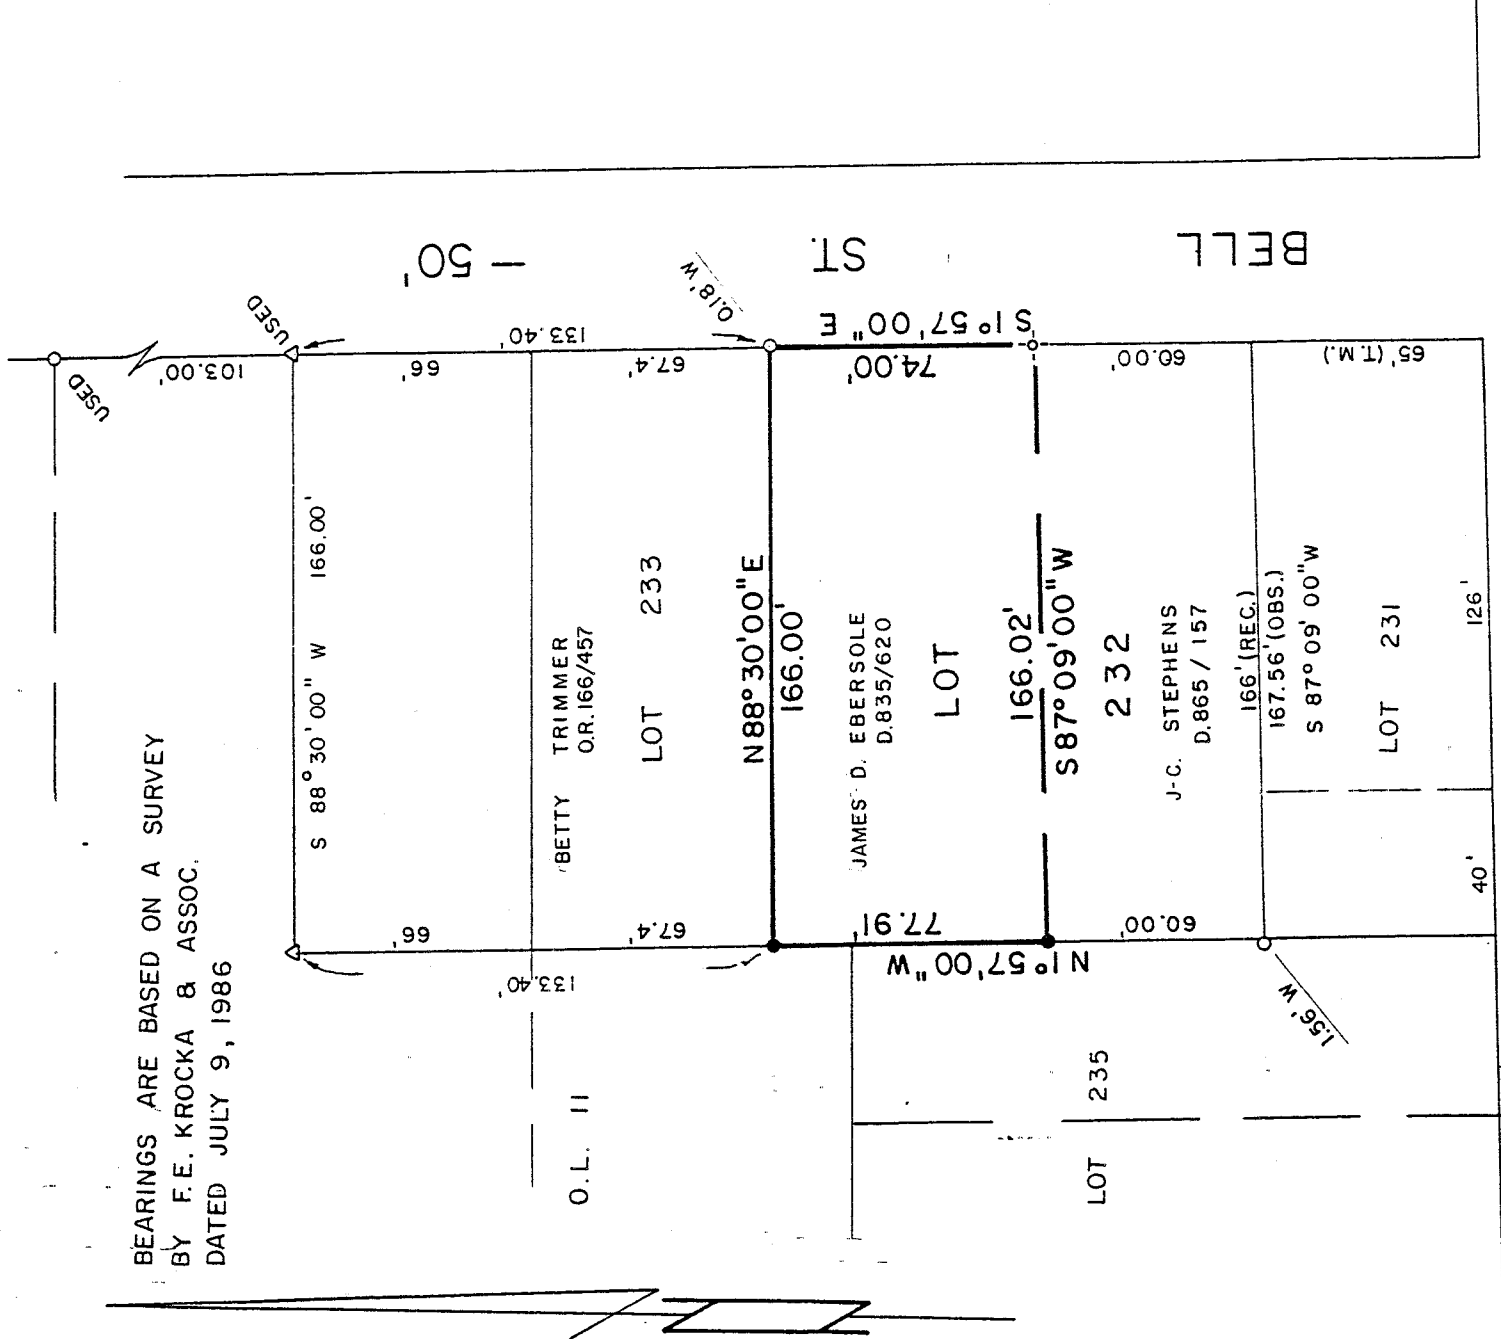 BEARINGS ARE BASED ON A SURVEY
BY F.E. KROCKA & ASSOC.
DATED JULY 9, 1986
BELL ST. – 50'
USED
103.00'
USED
S 88° 30' 00" W 166.00'
66'
133.40'
67.4'
0.18' W
66'
133.40'
67.4'
BETTY TRIMMER
O.R. 166/457
LOT 233
O.L. 11
N 88° 30' 00" E
166.00'
S 1° 57' 00" E
74.00'
JAMES D. EBERSOLE
D.835/620
LOT
232
166.02'
S 87° 09' 00" W
77.91'
N 1° 57' 00" W
60.00'
60.00'
J.C. STEPHENS
D.865 / 157
166' (REC.)
167.56' (OBS.)
S 87° 09' 00" W
1.56' W
65' (T.M.)
LOT 231
126'
40'
LOT 235
N